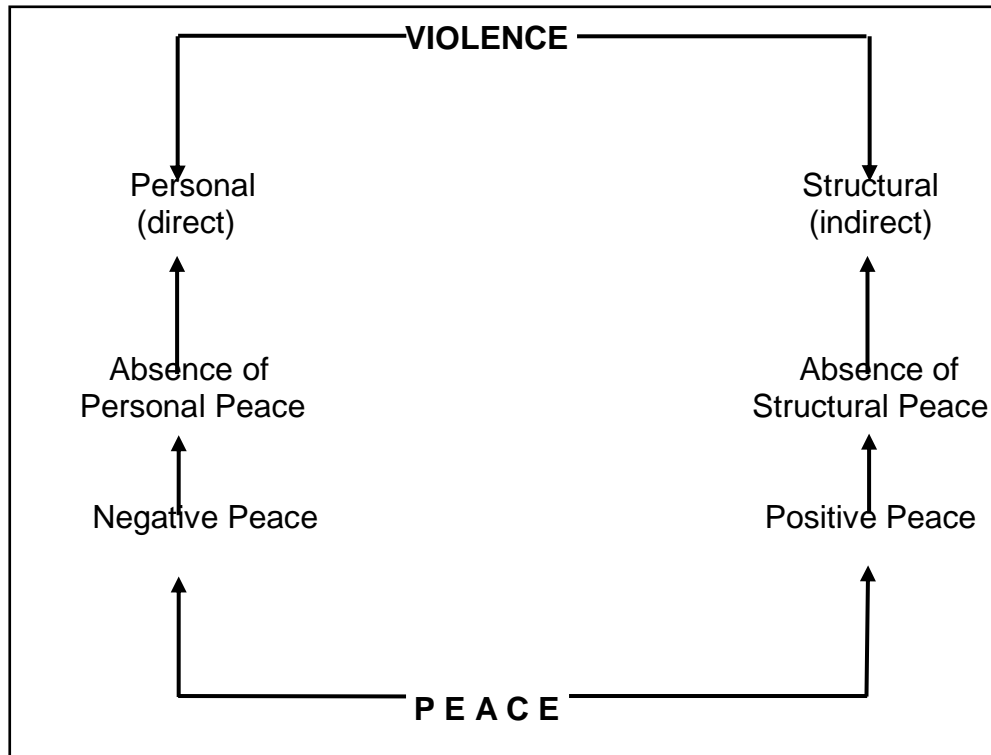 VIOLENCE
Personal
(direct)
Structural
(indirect)
Absence of
Personal Peace
Absence of
Structural Peace
Negative Peace
Positive Peace
P E A C E